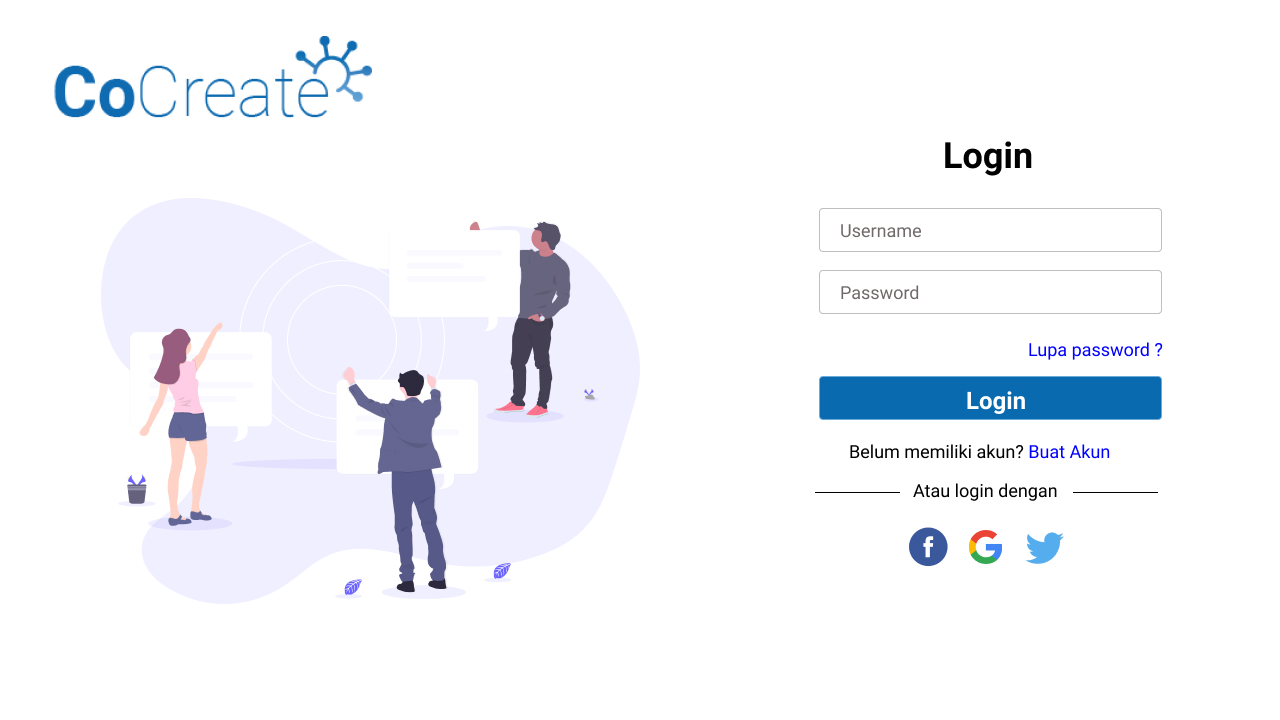 CoCreate
Login
Username
Password
Lupa password ?
Login
Belum memiliki akun? Buat Akun
Atau login dengan